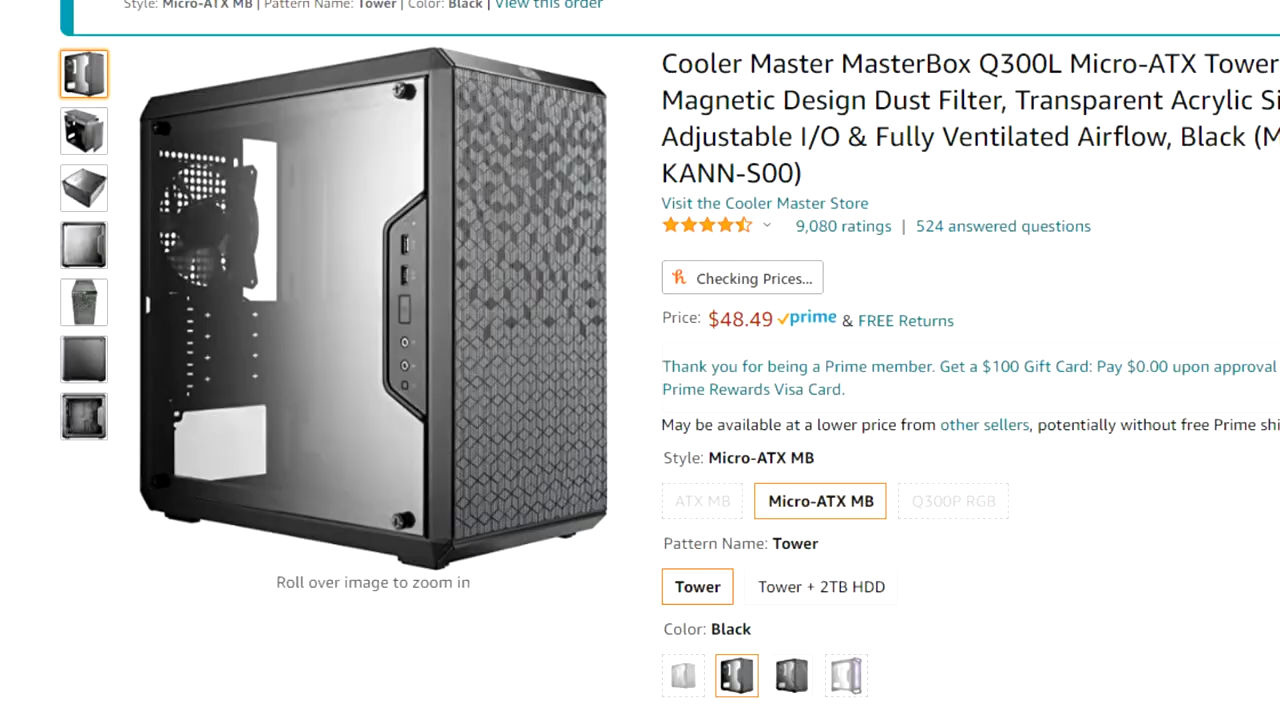 Style: Micro-ATX MB | Pattern Name: Tower | Color: Black | View this order
Cooler Master MasterBox Q300L Micro-ATX Tower
Magnetic Design Dust Filter, Transparent Acrylic Si
Adjustable I/O & Fully Ventilated Airflow, Black (M
KANN-S00)
Visit the Cooler Master Store
9,080 ratings | 524 answered questions
Checking Prices...
Price: $48.49 prime & FREE Returns
Thank you for being a Prime member. Get a $100 Gift Card: Pay $0.00 upon approval
Prime Rewards Visa Card.
May be available at a lower price from other sellers, potentially without free Prime shi
Style: Micro-ATX MB
ATX MB Micro-ATX MB Q300P RGB
Pattern Name: Tower
Tower Tower + 2TB HDD
Roll over image to zoom in
Color: Black